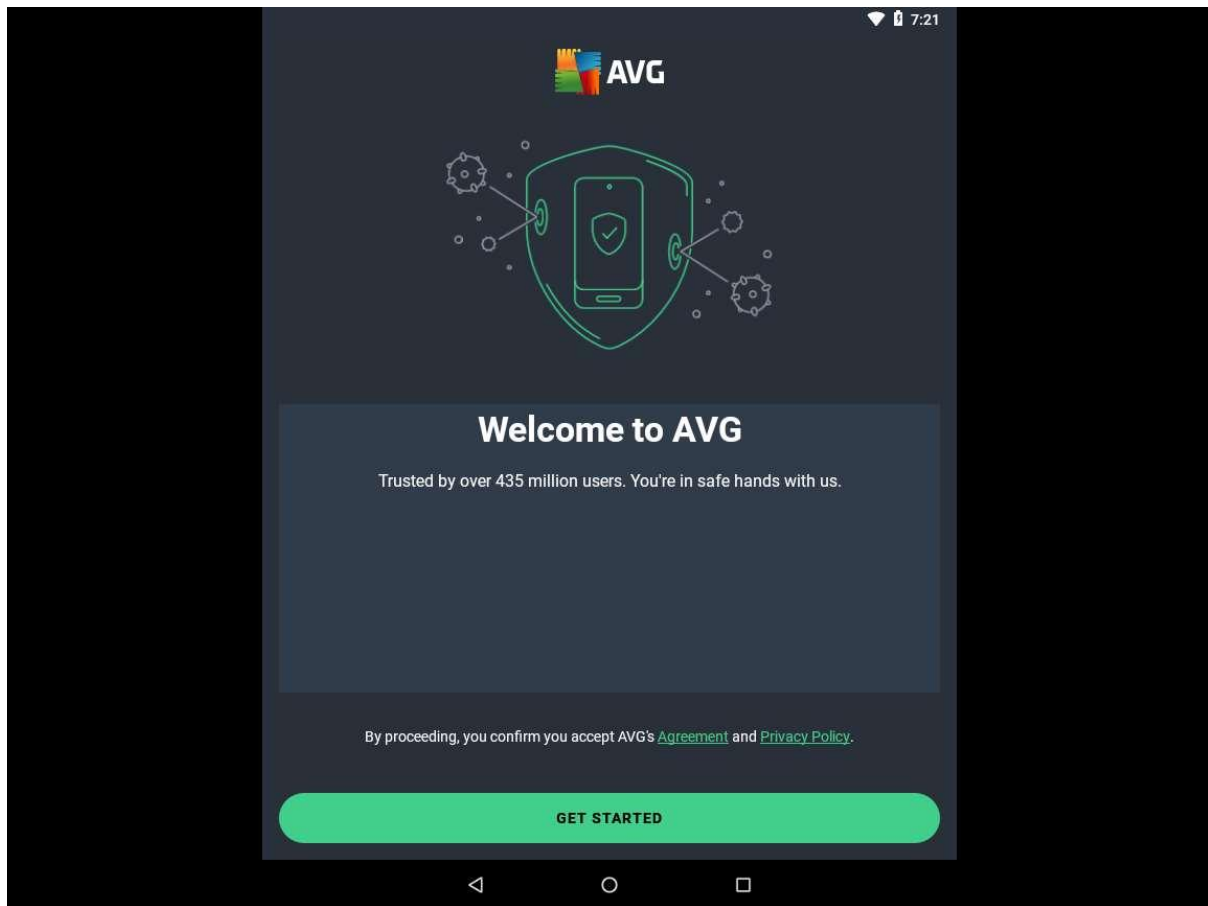 7:21
AVG
Welcome to AVG
Trusted by over 435 million users. You're in safe hands with us.
By proceeding, you confirm you accept AVG's Agreement and Privacy Policy.
GET STARTED